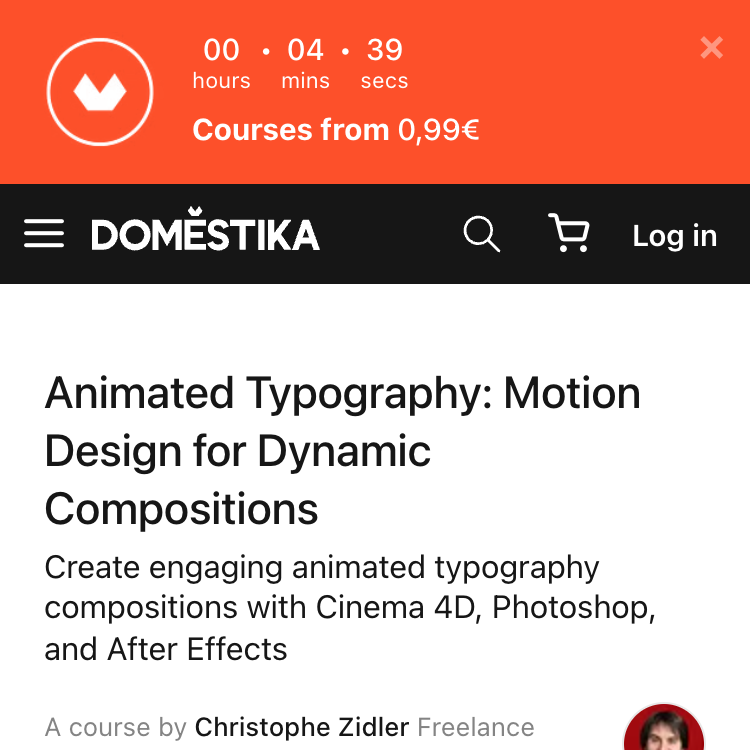 00 • 04 • 39
hours mins secs
Courses from 0,99€
DOMESTIKA
Log in
Animated Typography: Motion
Design for Dynamic
Compositions
Create engaging animated typography
compositions with Cinema 4D, Photoshop,
and After Effects
A course by Christophe Zidler Freelance